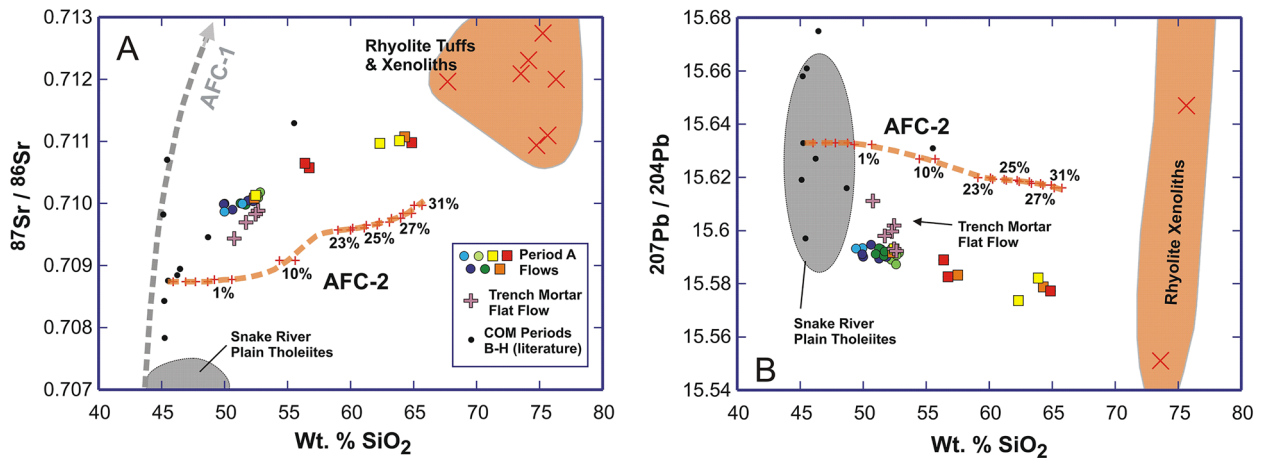 A
AFC-1
Rhyolite Tuffs
& Xenoliths
87Sr / 86Sr
0.713
0.712
0.711
0.710
0.709
0.708
0.707
1%
10%
23%
25%
27%
31%
AFC-2
Snake River
Plain Tholeiites
Period A
Flows
Trench Mortar
Flat Flow
COM Periods
B-H (literature)
40 45 50 55 60 65 70 75 80
Wt. % SiO2
B
207Pb / 204Pb
15.68
15.66
15.64
15.62
15.60
15.58
15.56
15.54
AFC-2
1%
10%
23%
25%
27%
31%
Trench Mortar
Flat Flow
Snake River
Plain Tholeiites
Rhyolite Xenoliths
40 45 50 55 60 65 70 75 80
Wt. % SiO2